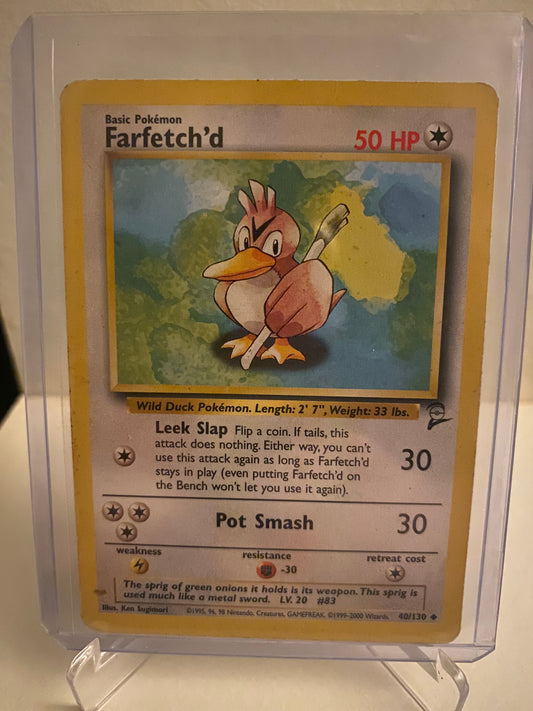 Basic Pokémon
Farfetch'd 50 HP
Wild Duck Pokémon. Length: 2' 7", Weight: 33 lbs.
Leek Slap Flip a coin. If tails, this
attack does nothing. Either way, you can't
use this attack again as long as Farfetch'd
stays in play (even putting Farfetch'd on
the Bench won't let you use it again).
30
Pot Smash 30
weakness resistance retreat cost
-30
The sprig of green onions it holds is its weapon. This sprig is
used much like a metal sword. LV. 20 #83
Illus. Ken Sugimori ©1995, 96, 98 Nintendo, Creatures, GAMEFREAK. ©1999-2000 Wizards. 40/130